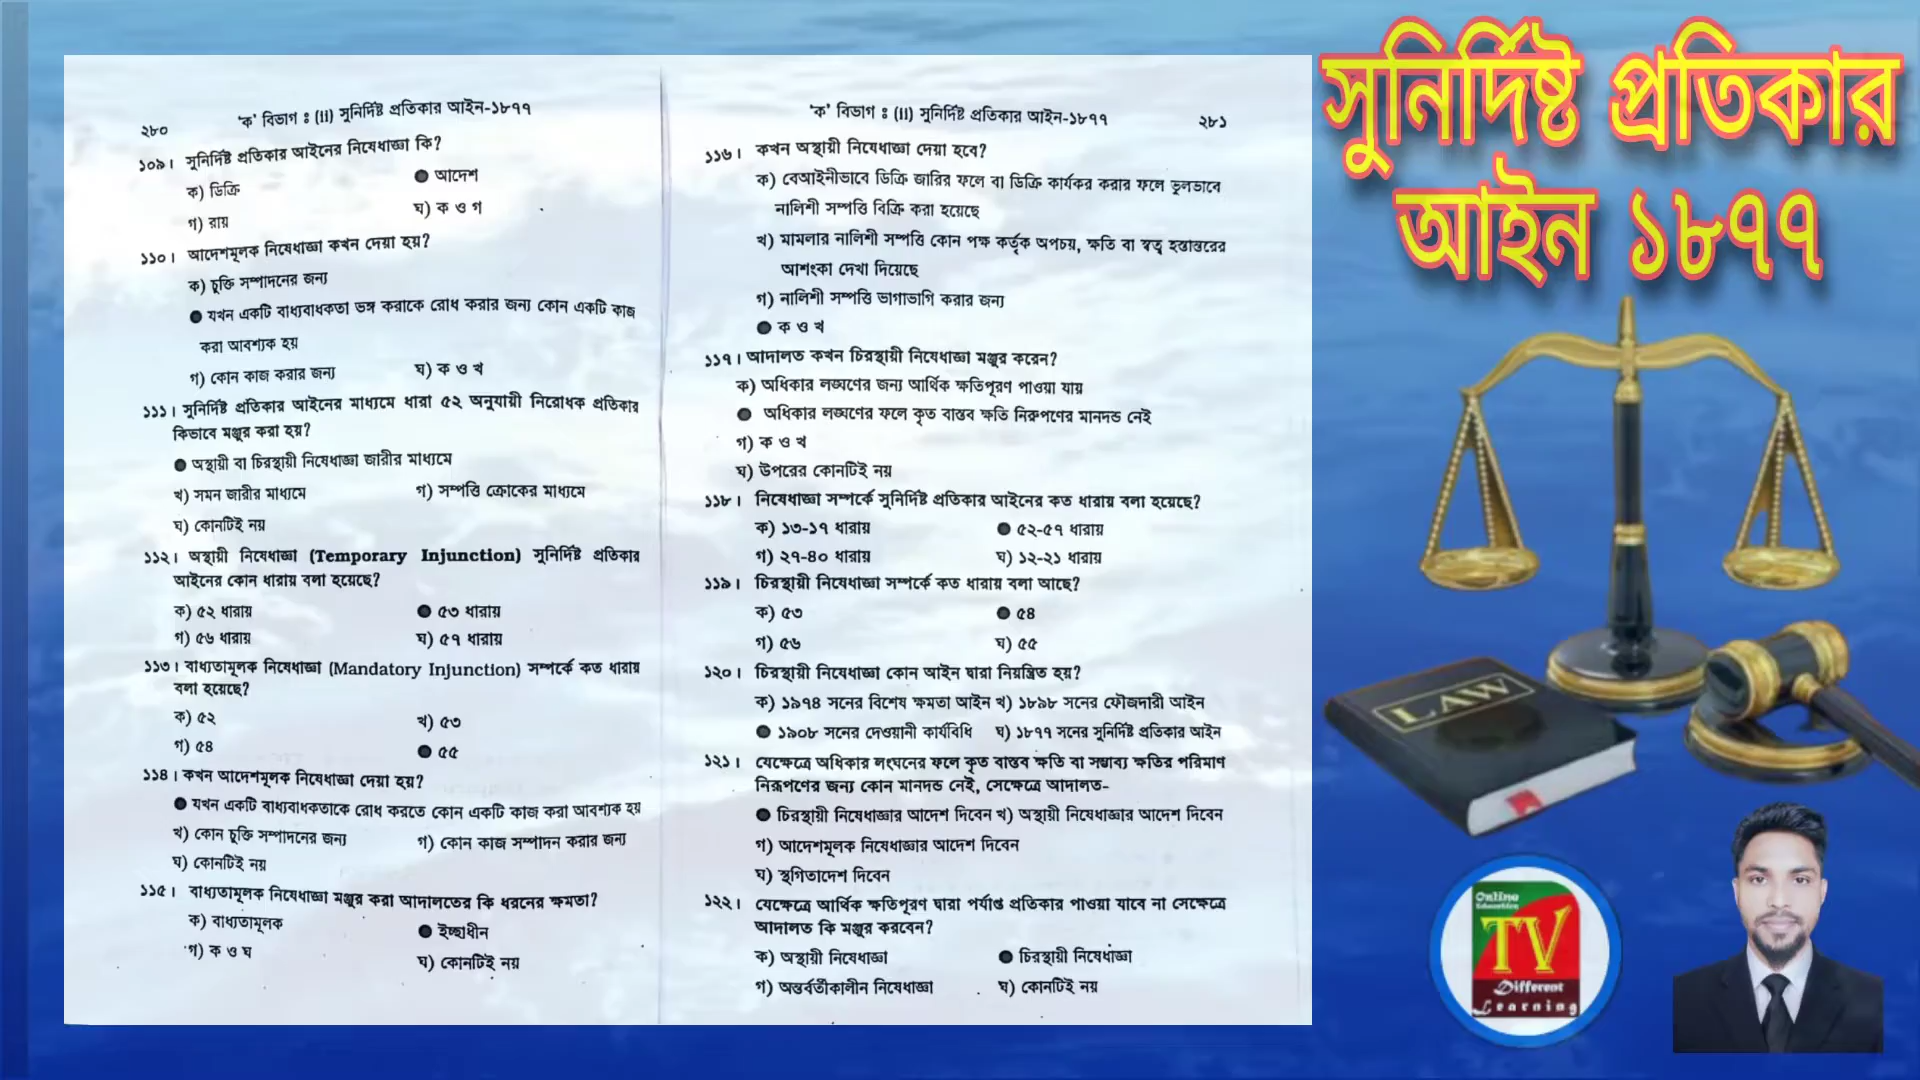 ২৮০ 'ক' বিভাগ ঃ (ii) সুনির্দিষ্ট প্রতিকার আইন-১৮৭৭
১০৯। সুনির্দিষ্ট প্রতিকার আইনের নিষেধাজ্ঞা কি?
ক) ডিক্রি ● আদেশ
গ) রায় ঘ) ক ও গ
১১০। আদেশমূলক নিষেধাজ্ঞা কখন দেয়া হয়?
ক) চুক্তি সম্পাদনের জন্য
● যখন একটি বাধ্যবাধকতা ভঙ্গ করাকে রোধ করার জন্য কোন একটি কাজ
করা আবশ্যক হয়
গ) কোন কাজ করার জন্য ঘ) ক ও খ
১১১। সুনির্দিষ্ট প্রতিকার আইনের মাধ্যমে ধারা ৫২ অনুযায়ী নিরোধক প্রতিকার
কিভাবে মঞ্জুর করা হয়?
● অস্থায়ী বা চিরস্থায়ী নিষেধাজ্ঞা জারীর মাধ্যমে
খ) সমন জারীর মাধ্যমে গ) সম্পত্তি ক্রোকের মাধ্যমে
ঘ) কোনটিই নয়
১১২। অস্থায়ী নিষেধাজ্ঞা (Temporary Injunction) সুনির্দিষ্ট প্রতিকার
আইনের কোন ধারায় বলা হয়েছে?
ক) ৫২ ধারায় ● ৫৩ ধারায়
গ) ৫৬ ধারায় ঘ) ৫৭ ধারায়
১১৩। বাধ্যতামূলক নিষেধাজ্ঞা (Mandatory Injunction) সম্পর্কে কত ধারায়
বলা হয়েছে?
ক) ৫২ খ) ৫৩
গ) ৫৪ ● ৫৫
১১৪। কখন আদেশমূলক নিষেধাজ্ঞা দেয়া হয়?
● যখন একটি বাধ্যবাধকতাকে রোধ করতে কোন একটি কাজ করা আবশ্যক হয়
খ) কোন চুক্তি সম্পাদনের জন্য গ) কোন কাজ সম্পাদন করার জন্য
ঘ) কোনটিই নয়
১১৫। বাধ্যতামূলক নিষেধাজ্ঞা মঞ্জুর করা আদালতের কি ধরনের ক্ষমতা?
ক) বাধ্যতামূলক ● ইচ্ছাধীন
গ) ক ও ঘ ঘ) কোনটিই নয়
'ক' বিভাগ ঃ (ii) সুনির্দিষ্ট প্রতিকার আইন-১৮৭৭ ২৮১
১১৬। কখন অস্থায়ী নিষেধাজ্ঞা দেয়া হবে?
ক) বেআইনীভাবে ডিক্রি জারির ফলে বা ডিক্রি কার্যকর করার ফলে ভুলভাবে
নালিশী সম্পত্তি বিক্রি করা হয়েছে
খ) মামলার নালিশী সম্পত্তি কোন পক্ষ কর্তৃক অপচয়, ক্ষতি বা স্বত্ব হস্তান্তরের
আশংকা দেখা দিয়েছে
গ) নালিশী সম্পত্তি ভাগাভাগি করার জন্য
● ক ও খ
১১৭। আদালত কখন চিরস্থায়ী নিষেধাজ্ঞা মঞ্জুর করেন?
ক) অধিকার লঙ্ঘণের জন্য আর্থিক ক্ষতিপূরণ পাওয়া যায়
● অধিকার লঙ্ঘণের ফলে কৃত বাস্তব ক্ষতি নিরুপণের মানদন্ড নেই
গ) ক ও খ
ঘ) উপরের কোনটিই নয়
১১৮। নিষেধাজ্ঞা সম্পর্কে সুনির্দিষ্ট প্রতিকার আইনের কত ধারায় বলা হয়েছে?
ক) ১৩-১৭ ধারায় ● ৫২-৫৭ ধারায়
গ) ২৭-৪০ ধারায় ঘ) ১২-২১ ধারায়
১১৯। চিরস্থায়ী নিষেধাজ্ঞা সম্পর্কে কত ধারায় বলা আছে?
ক) ৫৩ ● ৫৪
গ) ৫৬ ঘ) ৫৫
১২০। চিরস্থায়ী নিষেধাজ্ঞা কোন আইন দ্বারা নিয়ন্ত্রিত হয়?
ক) ১৯৭৪ সনের বিশেষ ক্ষমতা আইন খ) ১৮৯৮ সনের ফৌজদারী আইন
● ১৯০৮ সনের দেওয়ানী কার্যবিধি ঘ) ১৮৭৭ সনের সুনির্দিষ্ট প্রতিকার আইন
১২১। যেক্ষেত্রে অধিকার লংঘনের ফলে কৃত বাস্তব ক্ষতি বা সম্ভাব্য ক্ষতির পরিমাণ
নিরূপণের জন্য কোন মানদন্ড নেই, সেক্ষেত্রে আদালত-
● চিরস্থায়ী নিষেধাজ্ঞার আদেশ দিবেন খ) অস্থায়ী নিষেধাজ্ঞার আদেশ দিবেন
গ) আদেশমূলক নিষেধাজ্ঞার আদেশ দিবেন
ঘ) স্থগিতাদেশ দিবেন
১২২। যেক্ষেত্রে আর্থিক ক্ষতিপূরণ দ্বারা পর্যাপ্ত প্রতিকার পাওয়া যাবে না সেক্ষেত্রে
আদালত কি মঞ্জুর করবেন?
ক) অস্থায়ী নিষেধাজ্ঞা ● চিরস্থায়ী নিষেধাজ্ঞা
গ) অন্তর্বর্তীকালীন নিষেধাজ্ঞা ঘ) কোনটিই নয়
সুনির্দিষ্ট প্রতিকার
আইন ১৮৭৭
LAW
Online
Education
TV
Different
Learning